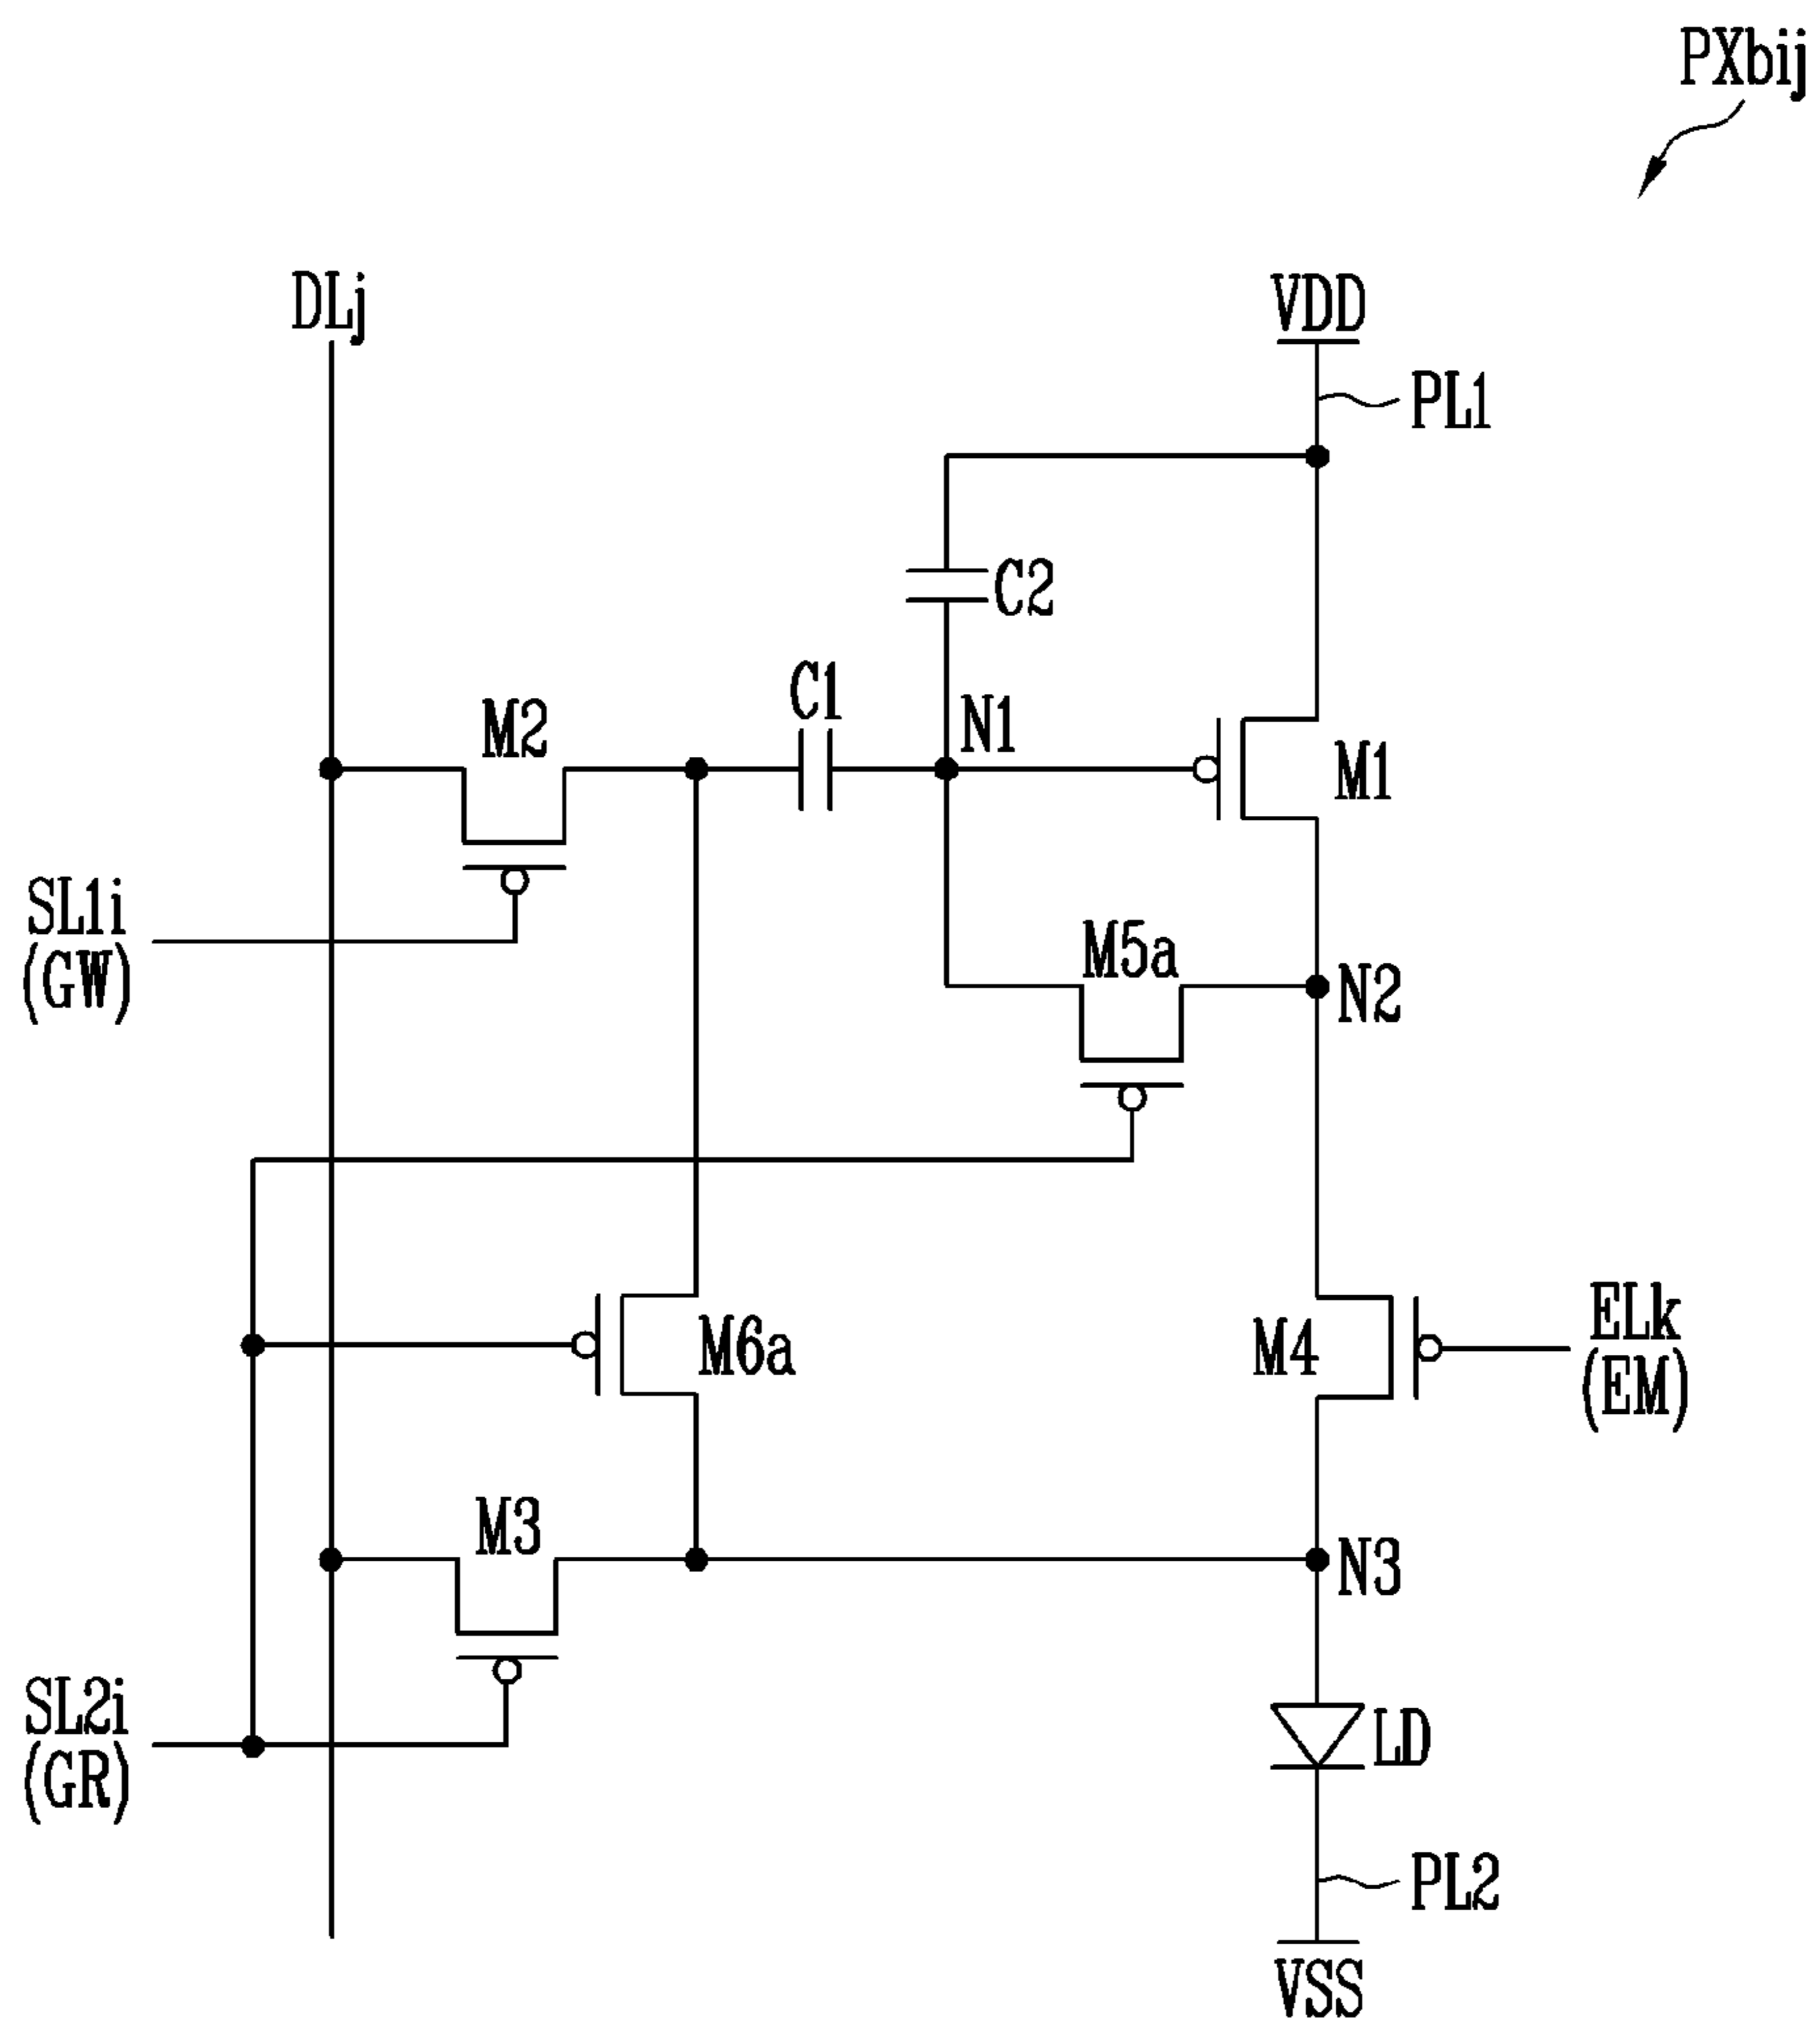 PXbij
DLj
VDD
PL1
C2
C1
N1
M2
M1
SL1i
(GW)
M5a
N2
M6a
M4
ELk
(EM)
M3
N3
SL2i
(GR)
LD
PL2
VSS